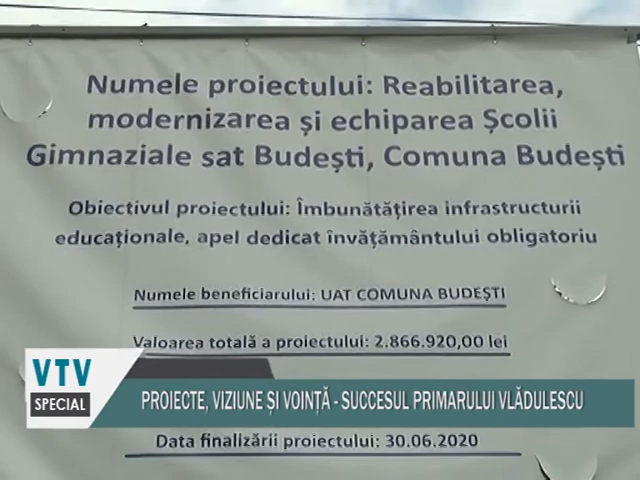 Numele proiectului: Reabilitarea,
modernizarea și echiparea Școlii
Gimnaziale sat Budești, Comuna Budești
Obiectivul proiectului: Îmbunătățirea infrastructurii
educaționale, apel dedicat învățământului obligatoriu
Numele beneficiarului: UAT COMUNA BUDEȘTI
Valoarea totală a proiectului: 2.866.920,00 lei
VTV
SPECIAL
PROIECTE, VIZIUNE ȘI VOINȚĂ - SUCCESUL PRIMARULUI VLĂDULESCU
Data finalizării proiectului: 30.06.2020